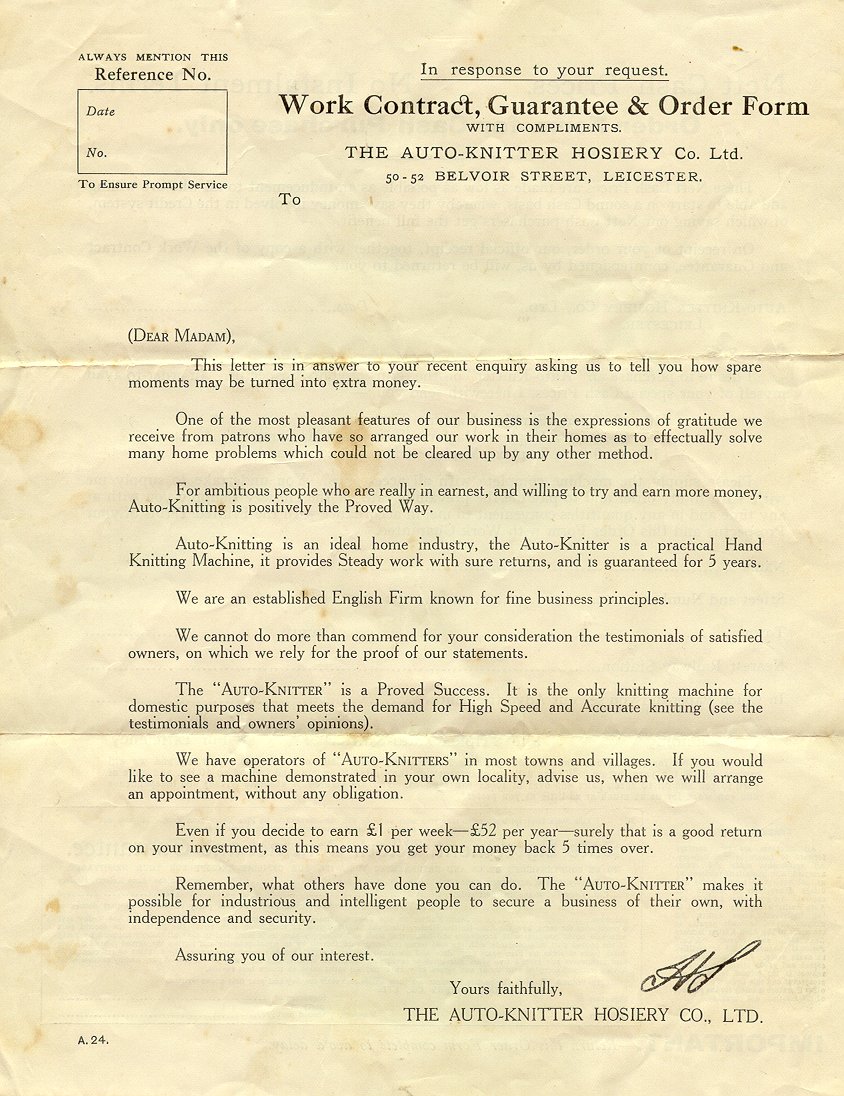 ALWAYS MENTION THIS
Reference No.
Date
No.
To Ensure Prompt Service
In response to your request.
Work Contract, Guarantee & Order Form
WITH COMPLIMENTS.
THE AUTO-KNITTER HOSIERY Co. Ltd.
50-52 BELVOIR STREET, LEICESTER.
To
(DEAR MADAM),
This letter is in answer to your recent enquiry asking us to tell you how spare
moments may be turned into extra money.
One of the most pleasant features of our business is the expressions of gratitude we
receive from patrons who have so arranged our work in their homes as to effectually solve
many home problems which could not be cleared up by any other method.
For ambitious people who are really in earnest, and willing to try and earn more money,
Auto-Knitting is positively the Proved Way.
Auto-Knitting is an ideal home industry, the Auto-Knitter is a practical Hand
Knitting Machine, it provides Steady work with sure returns, and is guaranteed for 5 years.
We are an established English Firm known for fine business principles.
We cannot do more than commend for your consideration the testimonials of satisfied
owners, on which we rely for the proof of our statements.
The "AUTO-KNITTER" is a Proved Success. It is the only knitting machine for
domestic purposes that meets the demand for High Speed and Accurate knitting (see the
testimonials and owners' opinions).
We have operators of "AUTO-KNITTERS" in most towns and villages. If you would
like to see a machine demonstrated in your own locality, advise us, when we will arrange
an appointment, without any obligation.
Even if you decide to earn £1 per week—£52 per year—surely that is a good return
on your investment, as this means you get your money back 5 times over.
Remember, what others have done you can do. The "AUTO-KNITTER" makes it
possible for industrious and intelligent people to secure a business of their own, with
independence and security.
Assuring you of our interest.
Yours faithfully,
THE AUTO-KNITTER HOSIERY CO., LTD.
A.24.